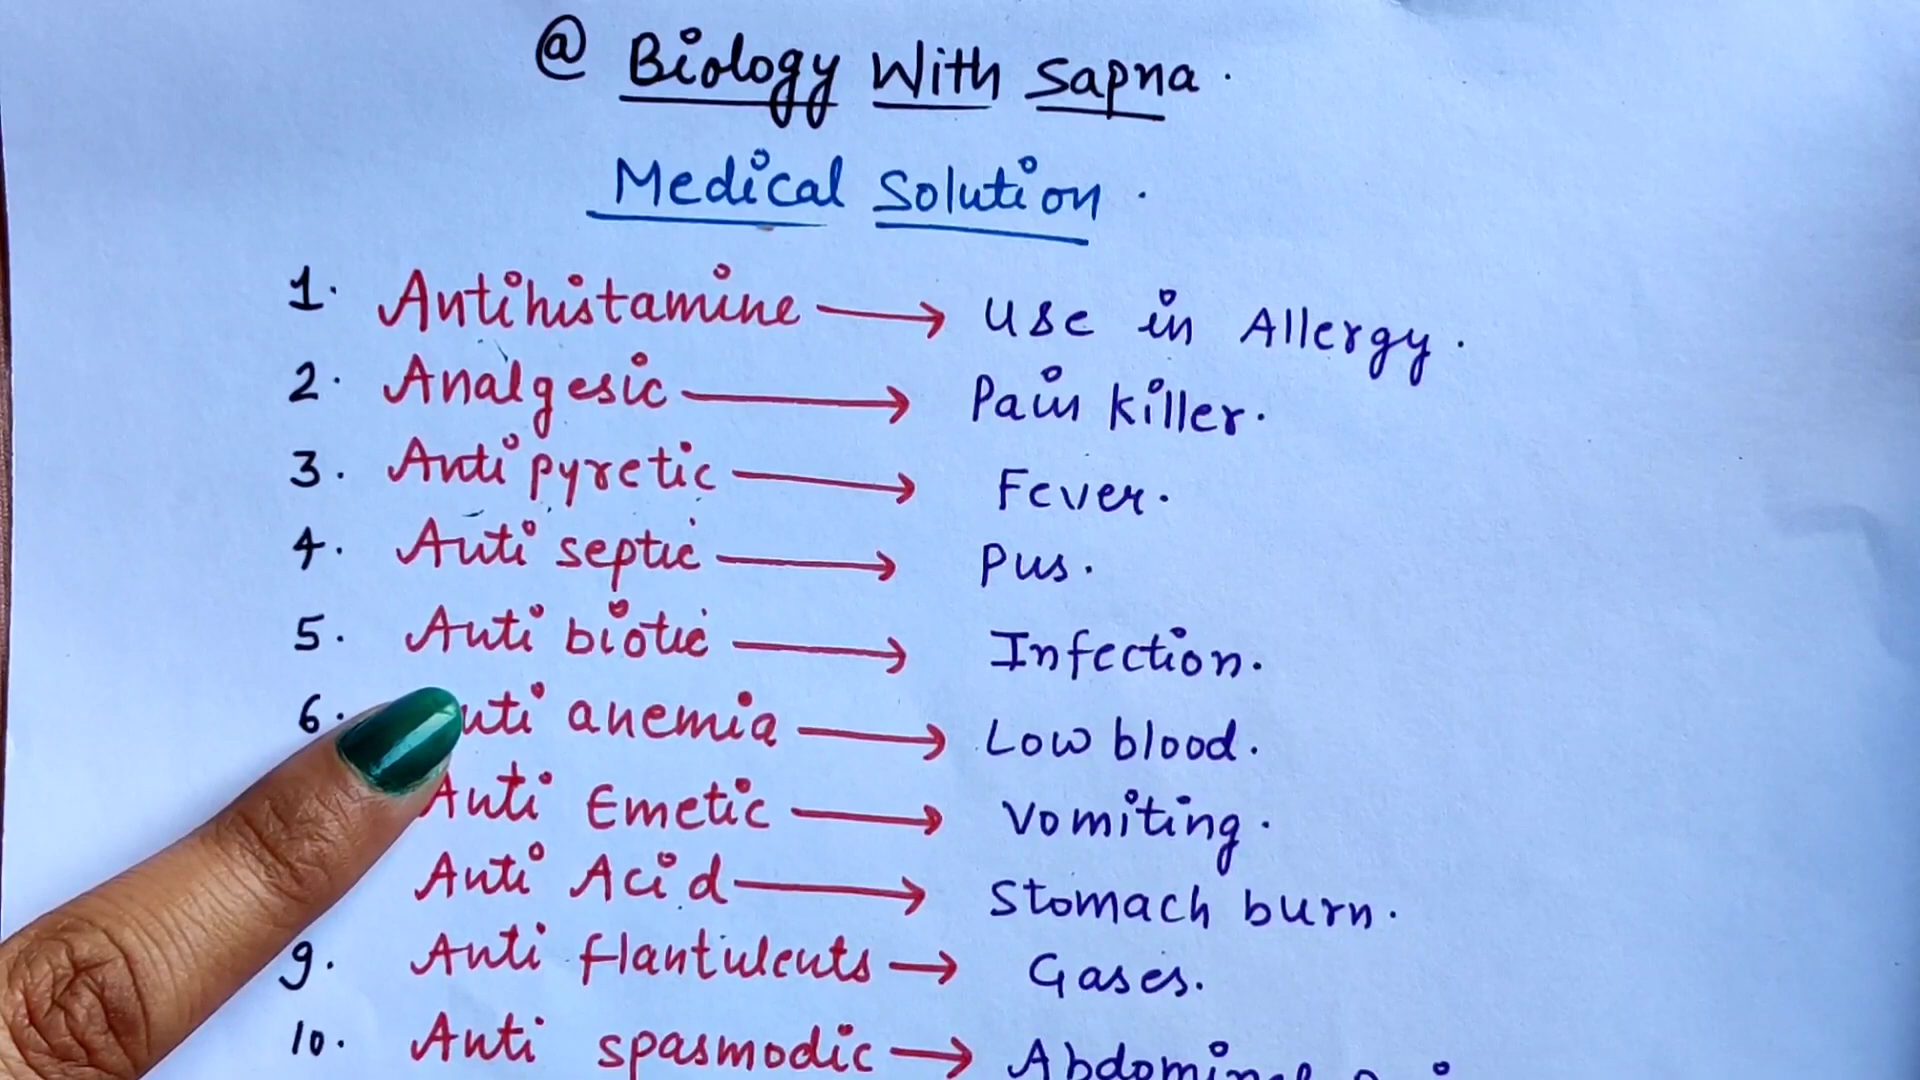 @ Biology With Sapna.
Medical Solution.
1. Antihistamine → Use in Allergy.
2. Analgesic → Pain killer.
3. Anti pyretic → Fever.
4. Anti septic → Pus.
5. Anti biotic → Infection.
6. Anti anemia → Low blood.
Anti Emetic → Vomiting.
Anti Acid → Stomach burn.
9. Anti flantulents → Gases.
10. Anti spasmodic → Abdominal